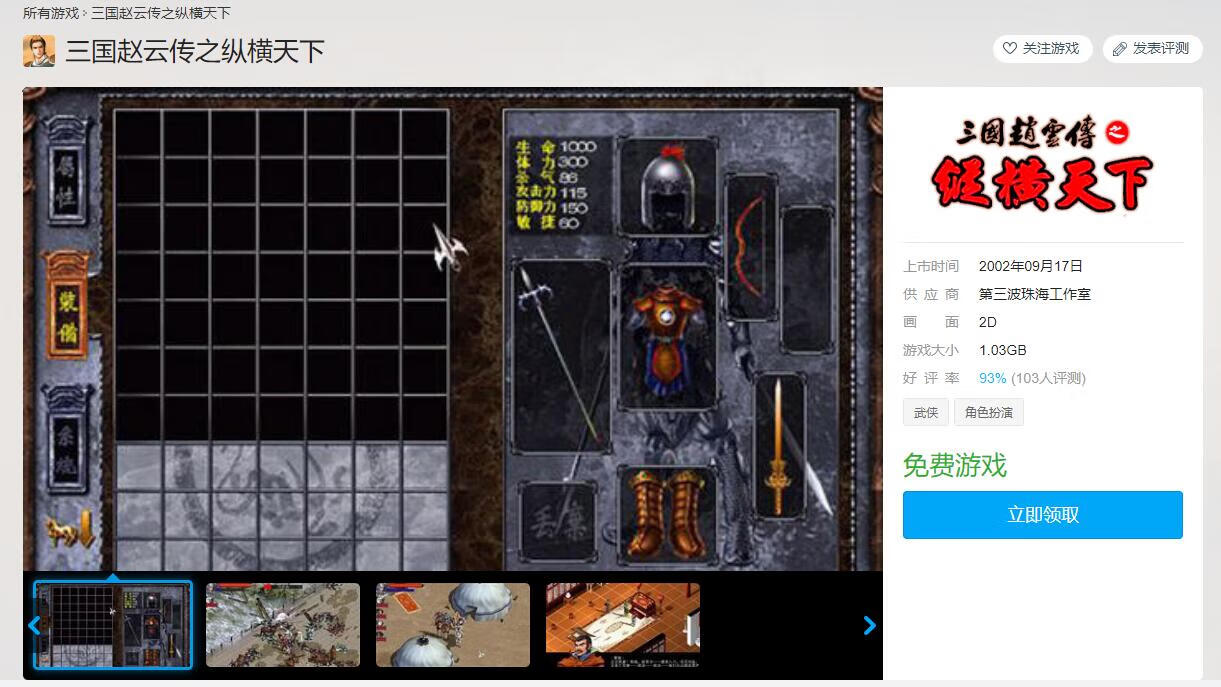 所有游戏 > 三国赵云传之纵横天下
三国赵云传之纵横天下
关注游戏
发表评测
属性
装備
系統
生 命 1000
体 力 300
杀 气 86
攻击力 115
防御力 150
敏 捷 60
丢棄
三國趙雲傳之
縱橫天下
上市时间 2002年09月17日
供应商 第三波珠海工作室
画面 2D
游戏大小 1.03GB
好评率 93% (103人评测)
武侠 角色扮演
免费游戏
立即领取